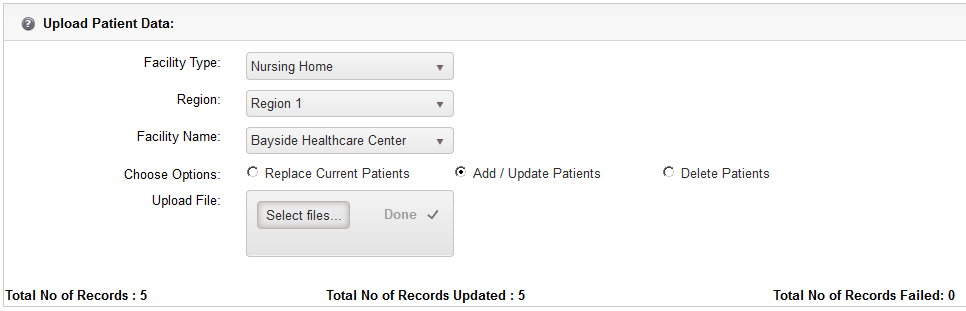 Upload Patient Data:
Facility Type: Nursing Home
Region: Region 1
Facility Name: Bayside Healthcare Center
Choose Options: Replace Current Patients Add / Update Patients Delete Patients
Upload File: Select files... Done
Total No of Records : 5 Total No of Records Updated : 5 Total No of Records Failed: 0